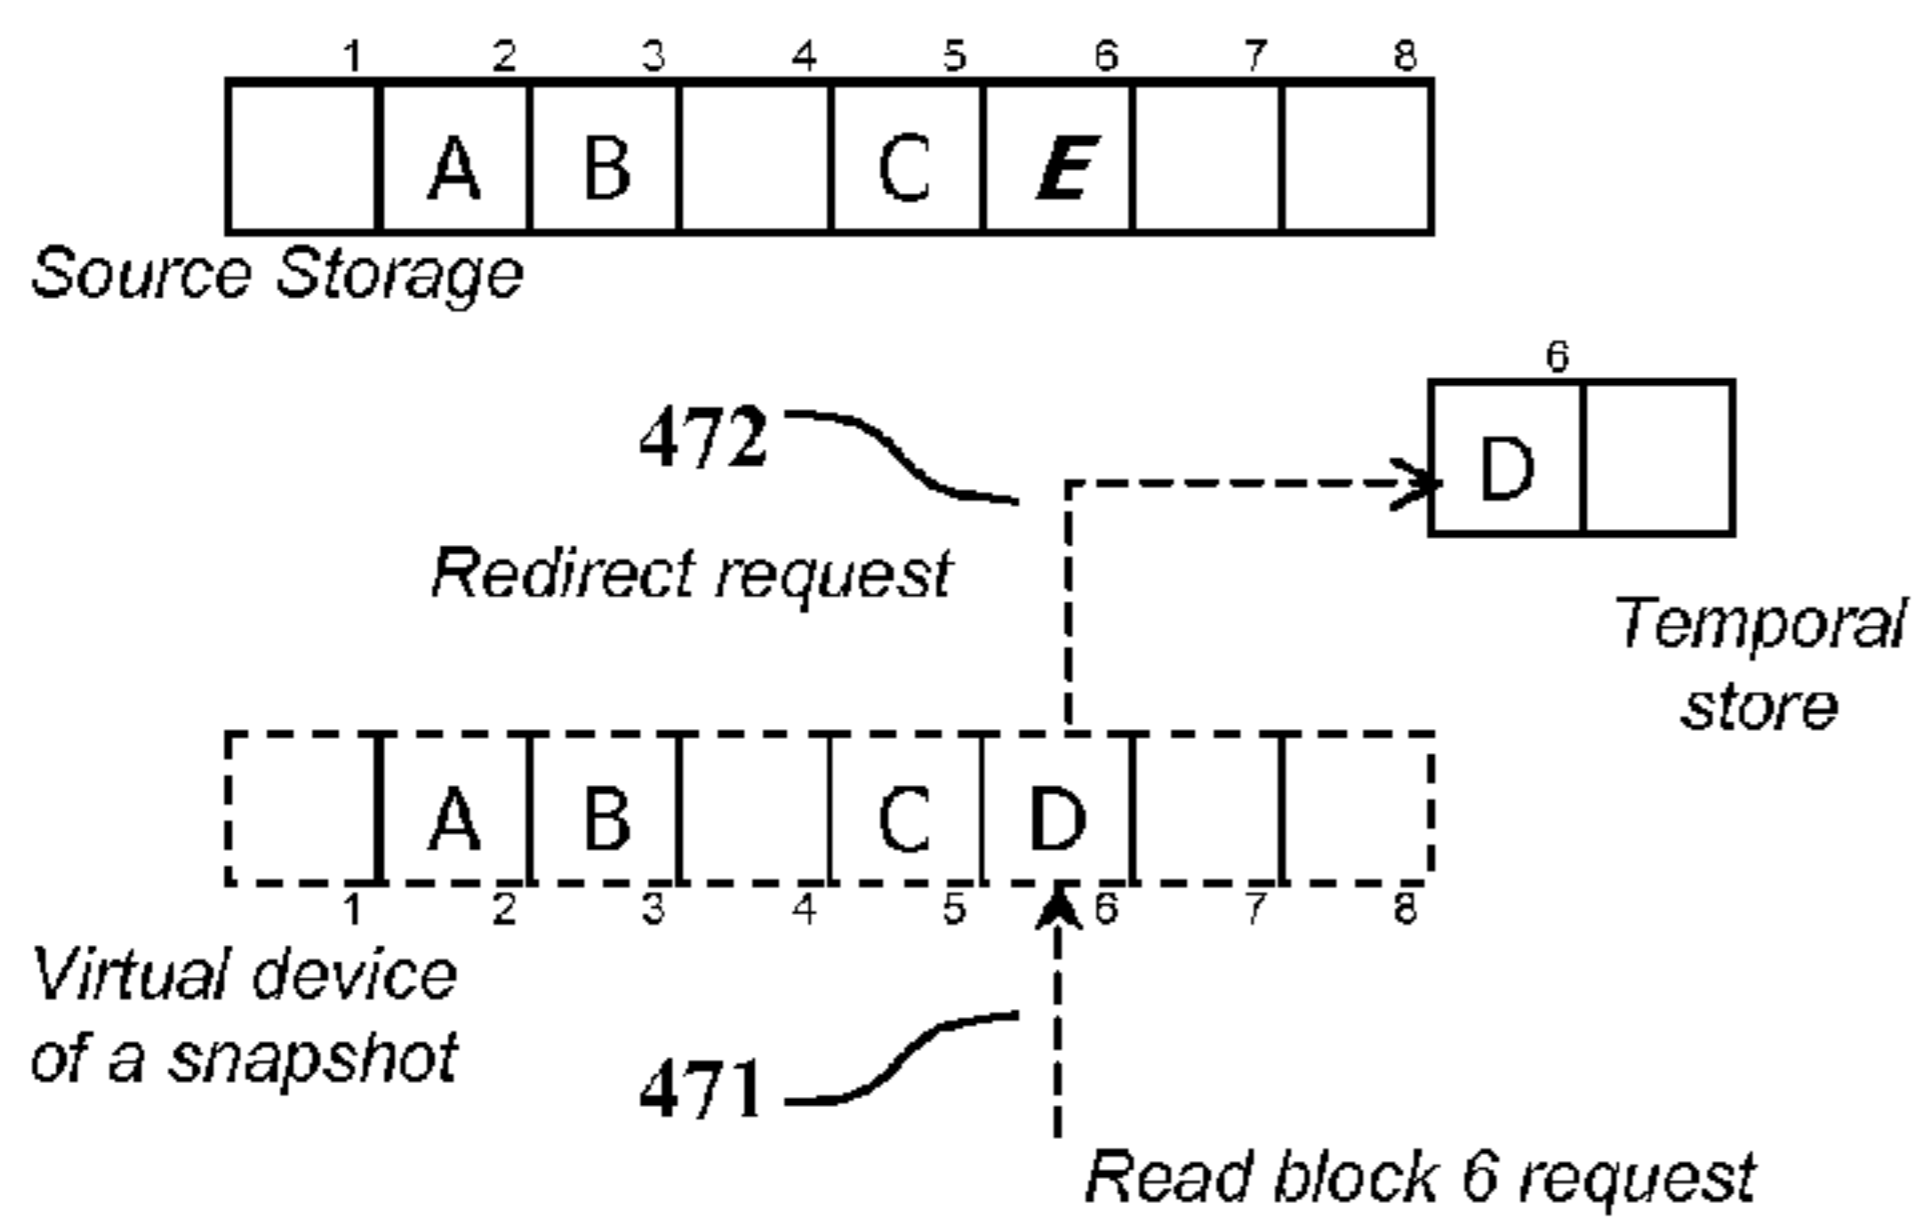 1 2 3 4 5 6 7 8
A B C E
Source Storage
6
472
D
Redirect request
Temporal
store
A B C D
1 2 3 4 5 6 7 8
Virtual device
of a snapshot
471
Read block 6 request